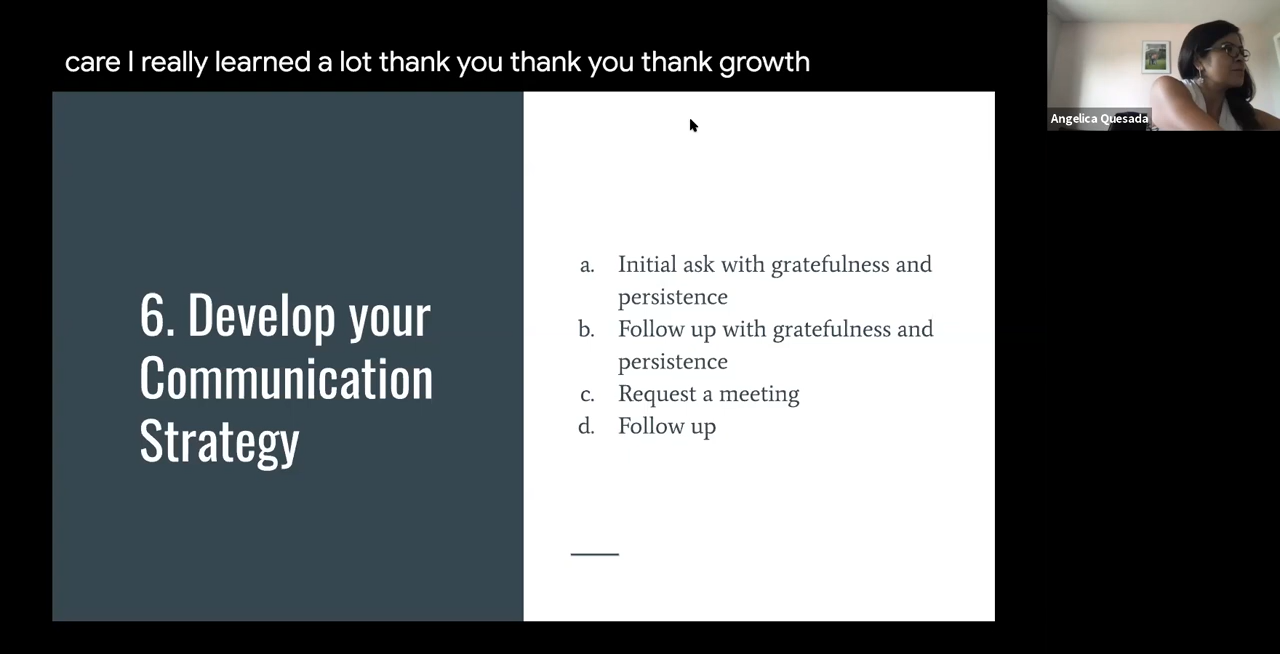 care I really learned a lot thank you thank you thank growth
Angelica Quesada
6. Develop your
Communication
Strategy
a. Initial ask with gratefulness and
persistence
b. Follow up with gratefulness and
persistence
c. Request a meeting
d. Follow up